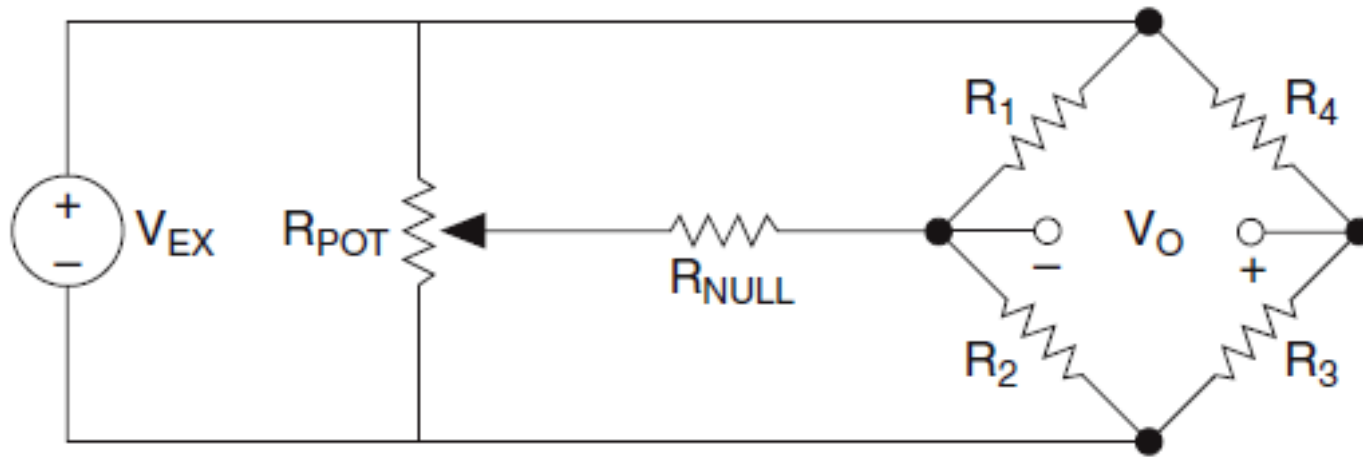 R1
R4
+
–
VEX
RPOT
RNULL
–
VO
+
R2
R3